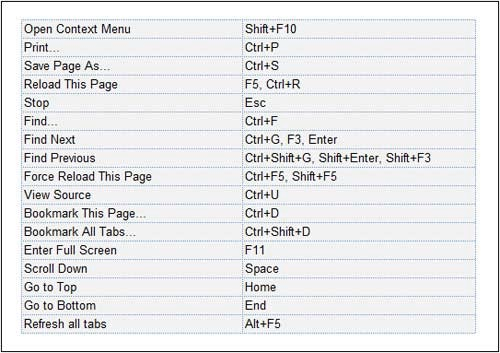 Open Context Menu Shift+F10
Print... Ctrl+P
Save Page As... Ctrl+S
Reload This Page F5, Ctrl+R
Stop Esc
Find... Ctrl+F
Find Next Ctrl+G, F3, Enter
Find Previous Ctrl+Shift+G, Shift+Enter, Shift+F3
Force Reload This Page Ctrl+F5, Shift+F5
View Source Ctrl+U
Bookmark This Page... Ctrl+D
Bookmark All Tabs... Ctrl+Shift+D
Enter Full Screen F11
Scroll Down Space
Go to Top Home
Go to Bottom End
Refresh all tabs Alt+F5